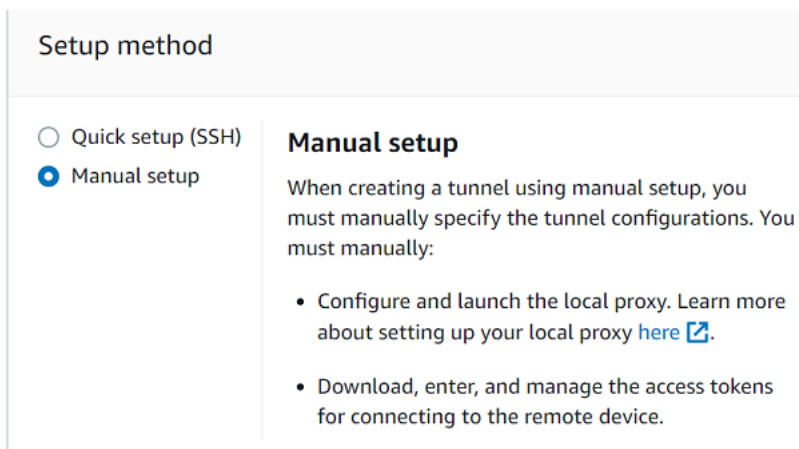 Setup method
Quick setup (SSH)
Manual setup
Manual setup
When creating a tunnel using manual setup, you
must manually specify the tunnel configurations. You
must manually:
• Configure and launch the local proxy. Learn more
about setting up your local proxy here.
• Download, enter, and manage the access tokens
for connecting to the remote device.